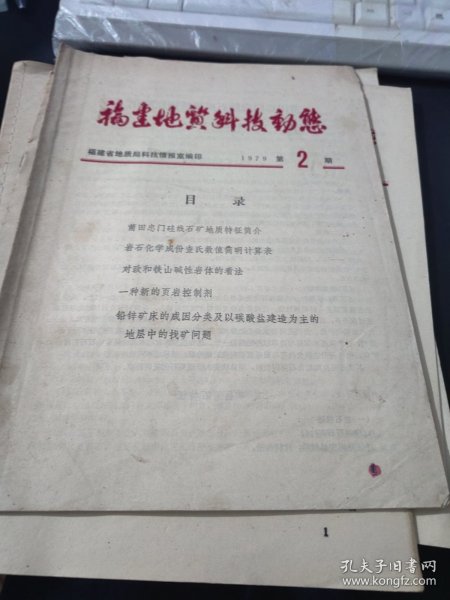 福建地质科技动态
福建省地质局科技情报室编印 1979 第 2 期
目录
莆田忠门硅线石矿地质特征简介
岩石化学成份查氏数值简明计算表
对政和铁山碱性岩体的看法
一种新的页岩控制剂
铅锌矿床的成因分类及以碳酸盐建造为主的
地层中的找矿问题
1
1
孔夫子旧书网
www.kongfz.com